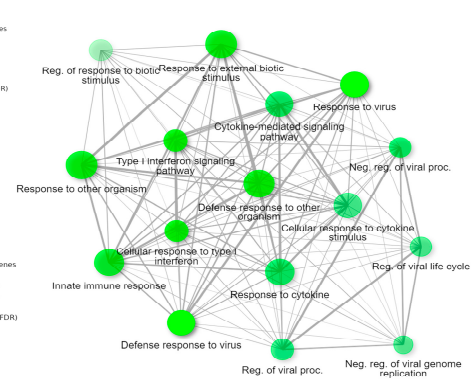 es
Reg. of response to biotic
stimulus
Response to external biotic
stimulus
R)
Response to virus
Cytokine-mediated signaling
pathway
Type I interferon signaling
pathway
Neg. reg. of viral proc.
Response to other organism
Defense response to other
organism
Cellular response to cytokine
stimulus
Cellular response to type I
interferon
enes
Reg. of viral life cycle
Innate immune response
Response to cytokine
FDR)
Defense response to virus
Reg. of viral proc.
Neg. reg. of viral genome
replication